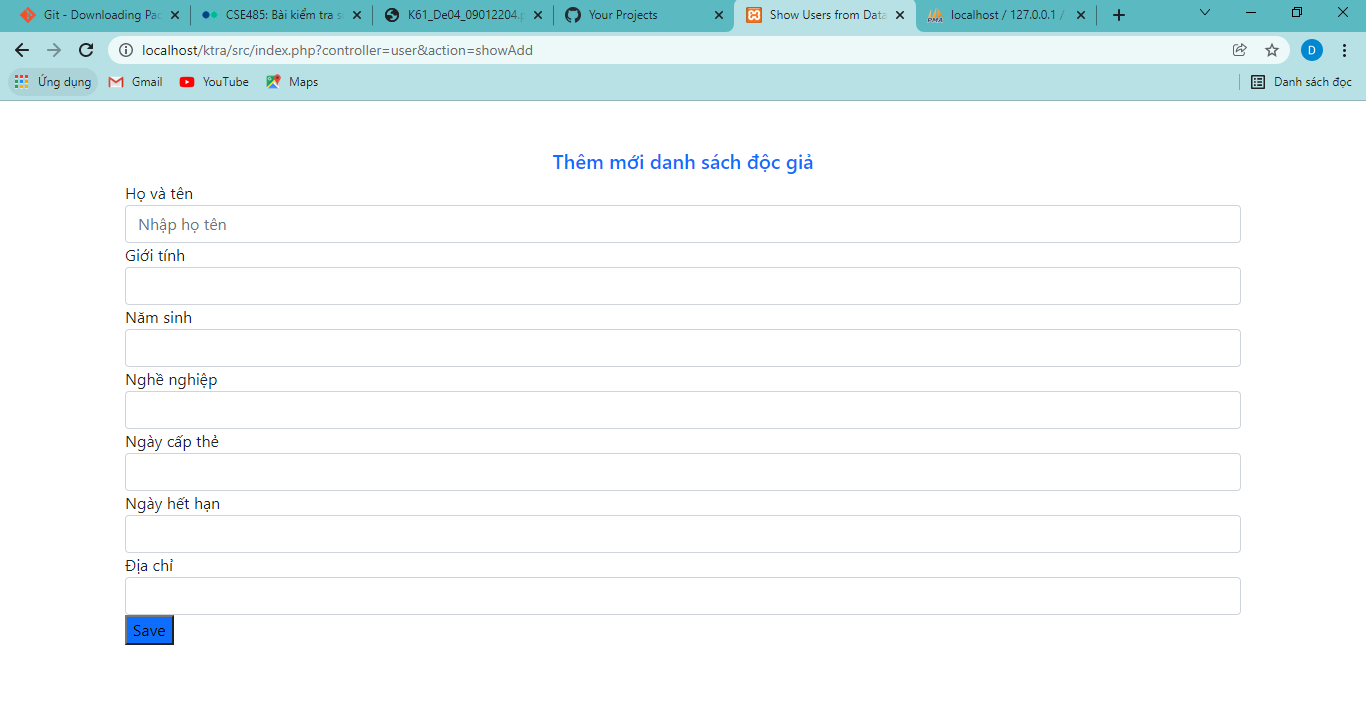 Git - Downloading Pac
CSE485: Bài kiểm tra s
K61_De04_09012204.p
Your Projects
Show Users from Data
localhost / 127.0.0.1 /
localhost/ktra/src/index.php?controller=user&action=showAdd
D
Ứng dụng
Gmail
YouTube
Maps
Danh sách đọc
Thêm mới danh sách độc giả
Họ và tên
Nhập họ tên
Giới tính
Năm sinh
Nghề nghiệp
Ngày cấp thẻ
Ngày hết hạn
Địa chỉ
Save